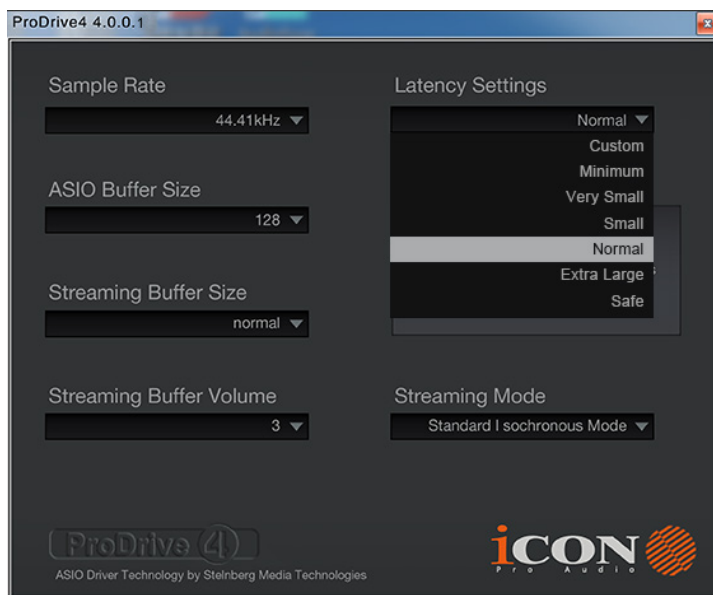 ProDrive4 4.0.0.1
Sample Rate
44.41kHz
ASIO Buffer Size
128
Streaming Buffer Size
normal
Streaming Buffer Volume
3
Latency Settings
Normal
Custom
Minimum
Very Small
Small
Normal
Extra Large
Safe
Streaming Mode
Standard I sochronous Mode
ProDrive 4
ASIO Driver Technology by Stelnberg Media Technologies
iCON
Pro Audio